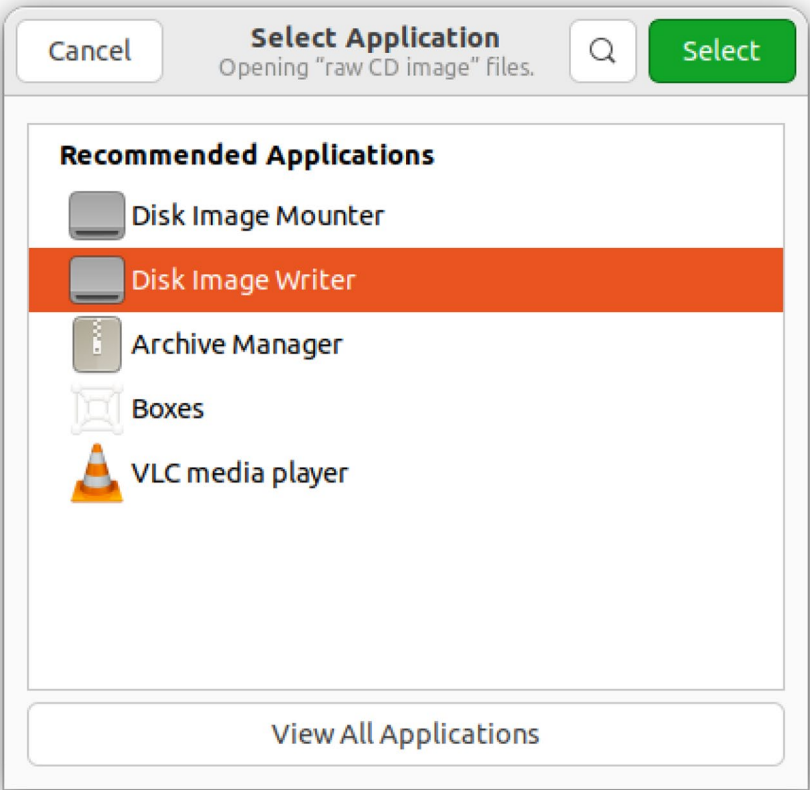 Cancel
Select Application
Opening “raw CD image” files.
Select
Recommended Applications
Disk Image Mounter
Disk Image Writer
Archive Manager
Boxes
VLC media player
View All Applications